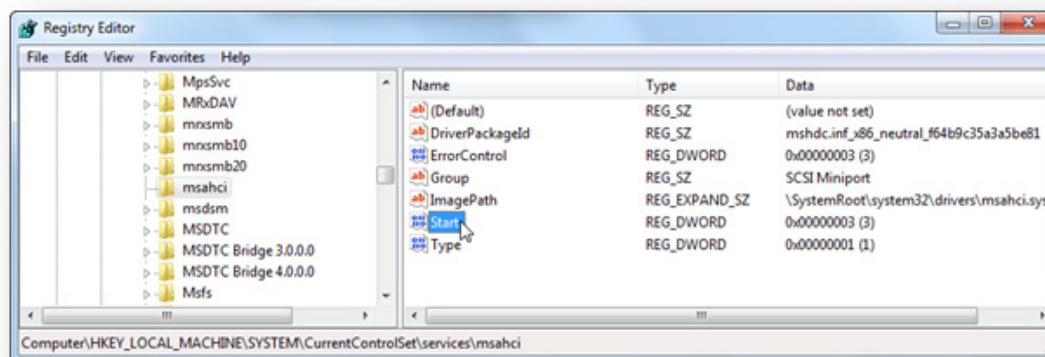 Registry Editor
File Edit View Favorites Help
MpsSvc
MRxDAV
mrxsmb
mrxsmb10
mrxsmb20
msahci
msdsm
MSDTC
MSDTC Bridge 3.0.0.0
MSDTC Bridge 4.0.0.0
Msfs
Name Type Data
(Default) REG_SZ (value not set)
DriverPackageId REG_SZ mshdc.inf_x86_neutral_f64b9c35a3a5be81
ErrorControl REG_DWORD 0x00000003 (3)
Group REG_SZ SCSI Miniport
ImagePath REG_EXPAND_SZ \SystemRoot\system32\drivers\msahci.sys
Start REG_DWORD 0x00000003 (3)
Type REG_DWORD 0x00000001 (1)
Computer\HKEY_LOCAL_MACHINE\SYSTEM\CurrentControlSet\services\msahci